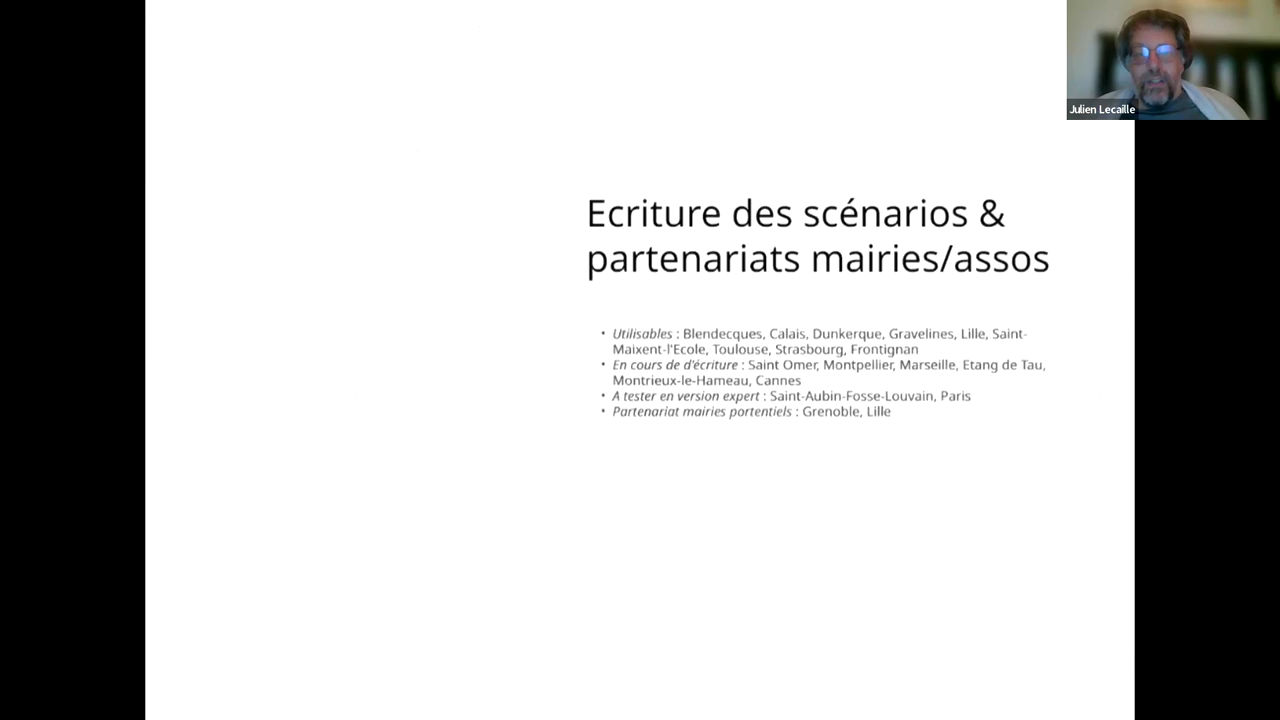 Julien Lecaille
Ecriture des scénarios &
partenariats mairies/assos
• Utilisables : Blendecques, Calais, Dunkerque, Gravelines, Lille, Saint-
Maixent-l'Ecole, Toulouse, Strasbourg, Frontignan
• En cours de d'écriture : Saint Omer, Montpellier, Marseille, Etang de Tau,
Montrieux-le-Hameau, Cannes
• A tester en version expert : Saint-Aubin-Fosse-Louvain, Paris
• Partenariat mairies portentiels : Grenoble, Lille